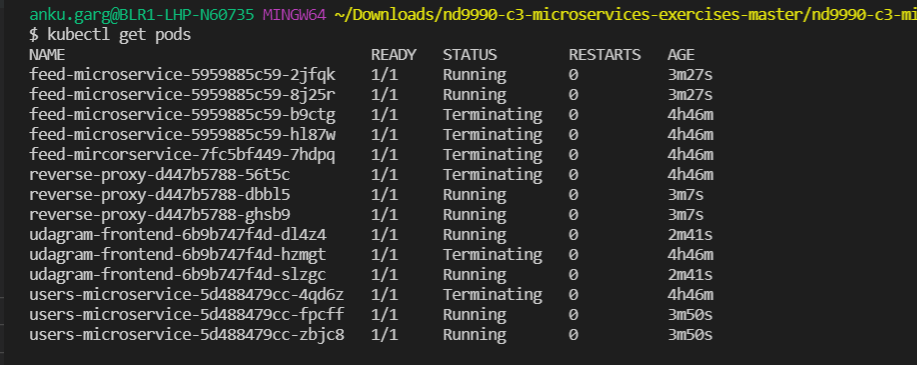 anku.garg@BLR1-LHP-N60735 MINGW64 ~/Downloads/nd9990-c3-microservices-exercises-master/nd9990-c3-mi
$ kubectl get pods
NAME READY STATUS RESTARTS AGE
feed-microservice-5959885c59-2jfqk 1/1 Running 0 3m27s
feed-microservice-5959885c59-8j25r 1/1 Running 0 3m27s
feed-microservice-5959885c59-b9ctg 1/1 Terminating 0 4h46m
feed-microservice-5959885c59-hl87w 1/1 Terminating 0 4h46m
feed-mircorservice-7fc5bf449-7hdpq 1/1 Terminating 0 4h46m
reverse-proxy-d447b5788-56t5c 1/1 Terminating 0 4h46m
reverse-proxy-d447b5788-dbbl5 1/1 Running 0 3m7s
reverse-proxy-d447b5788-ghsb9 1/1 Running 0 3m7s
udagram-frontend-6b9b747f4d-dl4z4 1/1 Running 0 2m41s
udagram-frontend-6b9b747f4d-hzmgt 1/1 Terminating 0 4h46m
udagram-frontend-6b9b747f4d-slzgc 1/1 Running 0 2m41s
users-microservice-5d488479cc-4qd6z 1/1 Terminating 0 4h46m
users-microservice-5d488479cc-fpcff 1/1 Running 0 3m50s
users-microservice-5d488479cc-zbjc8 1/1 Running 0 3m50s